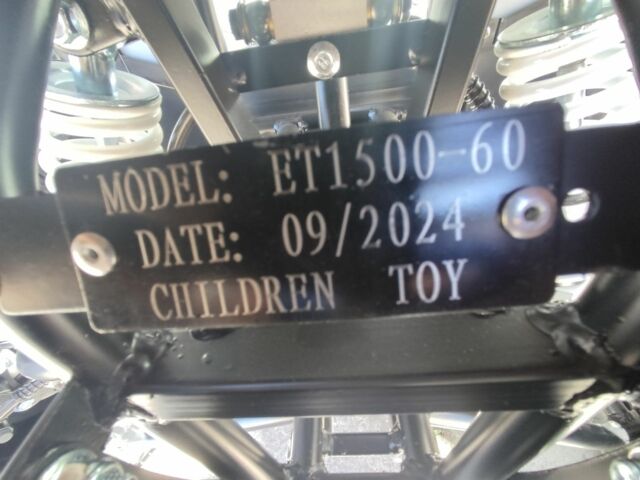 MODEL: ET1500-60
DATE: 09/2024
CHILDREN TOY